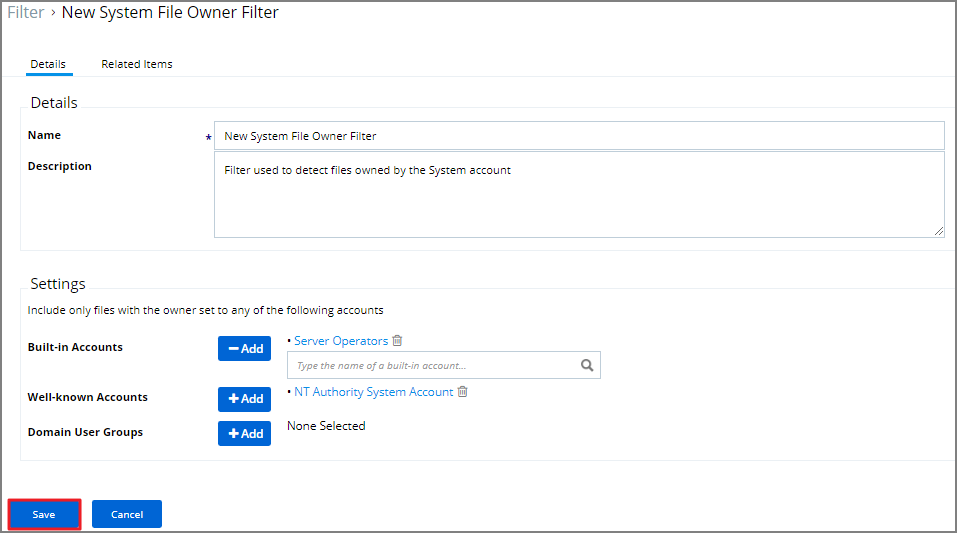 Filter › New System File Owner Filter
Details Related Items
Details
Name * New System File Owner Filter
Description Filter used to detect files owned by the System account
Settings
Include only files with the owner set to any of the following accounts
Built-in Accounts Add • Server Operators
Type the name of a built-in account...
Well-known Accounts Add • NT Authority System Account
Domain User Groups Add None Selected
Save Cancel